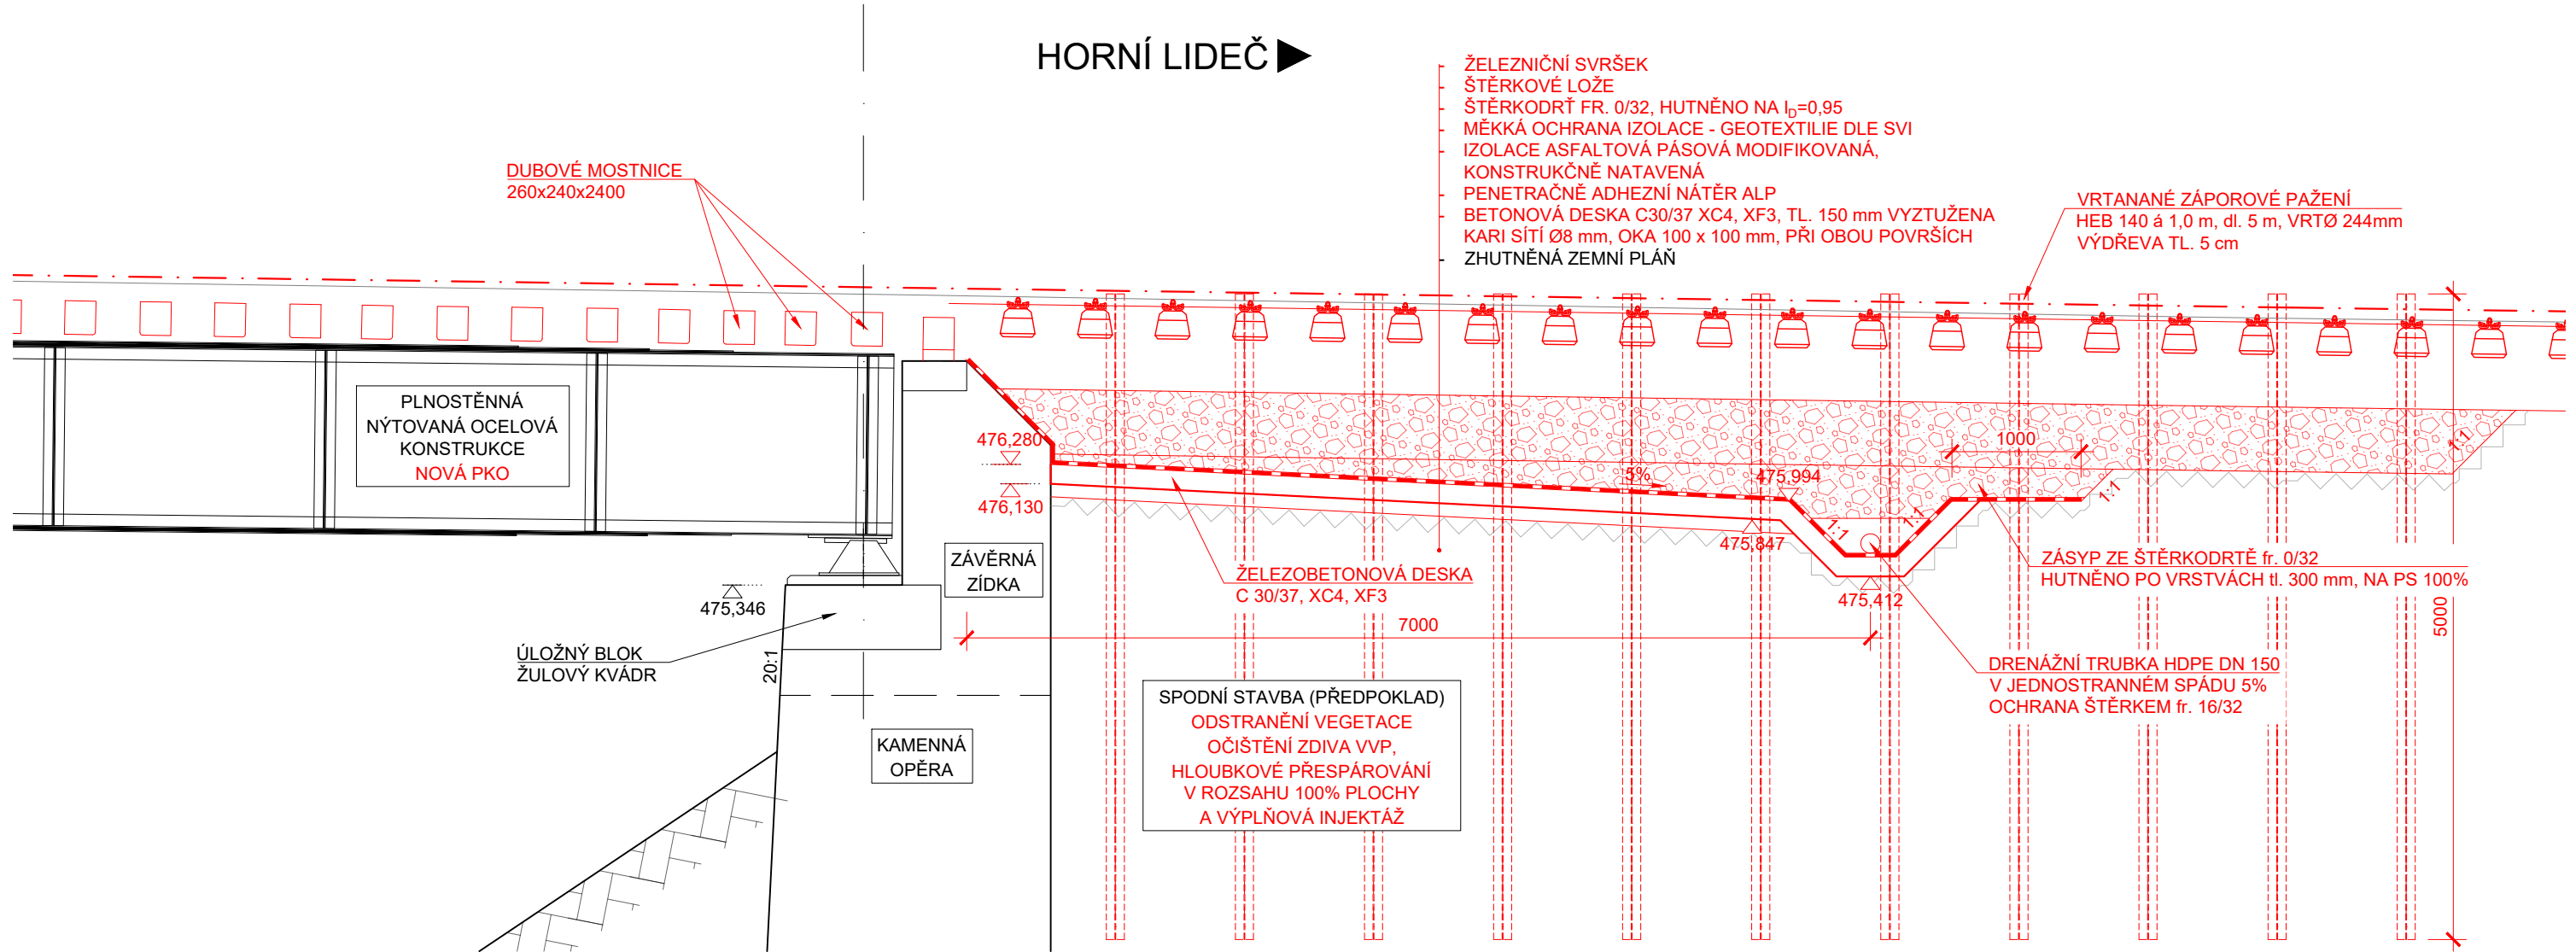 HORNÍ LIDEČ
ŽELEZNIČNÍ SVRŠEK
ŠTĚRKOVÉ LOŽE
ŠTĚRKODRŤ FR. 0/32, HUTNĚNO NA ID=0,95
MĚKKÁ OCHRANA IZOLACE - GEOTEXTILIE DLE SVI
IZOLACE ASFALTOVÁ PÁSOVÁ MODIFIKOVANÁ,
KONSTRUKČNĚ NATAVENÁ
PENETRAČNĚ ADHEZNÍ NÁTĚR ALP
BETONOVÁ DESKA C30/37 XC4, XF3, TL. 150 mm VYZTUŽENA
KARI SÍTÍ Ø8 mm, OKA 100 x 100 mm, PŘI OBOU POVRŠÍCH
ZHUTNĚNÁ ZEMNÍ PLÁŇ
DUBOVÉ MOSTNICE
260x240x2400
VRTANANÉ ZÁPOROVÉ PAŽENÍ
HEB 140 á 1,0 m, dl. 5 m, VRTØ 244mm
VÝDŘEVA TL. 5 cm
PLNOSTĚNNÁ
NÝTOVANÁ OCELOVÁ
KONSTRUKCE
NOVÁ PKO
476,280
476,130
5%
475,994
1000
1:1
1:1
1:1
1:1
475,847
475,412
ZÁVĚRNÁ
ZÍDKA
ŽELEZOBETONOVÁ DESKA
C 30/37, XC4, XF3
ZÁSYP ZE ŠTĚRKODRTĚ fr. 0/32
HUTNĚNO PO VRSTVÁCH tl. 300 mm, NA PS 100%
475,346
7000
5000
ÚLOŽNÝ BLOK
ŽULOVÝ KVÁDR
20:1
DRENÁŽNÍ TRUBKA HDPE DN 150
V JEDNOSTRANNÉM SPÁDU 5%
OCHRANA ŠTĚRKEM fr. 16/32
SPODNÍ STAVBA (PŘEDPOKLAD)
ODSTRANĚNÍ VEGETACE
OČIŠTĚNÍ ZDIVA VVP,
HLOUBKOVÉ PŘESPÁROVÁNÍ
V ROZSAHU 100% PLOCHY
A VÝPLŇOVÁ INJEKTÁŽ
KAMENNÁ
OPĚRA